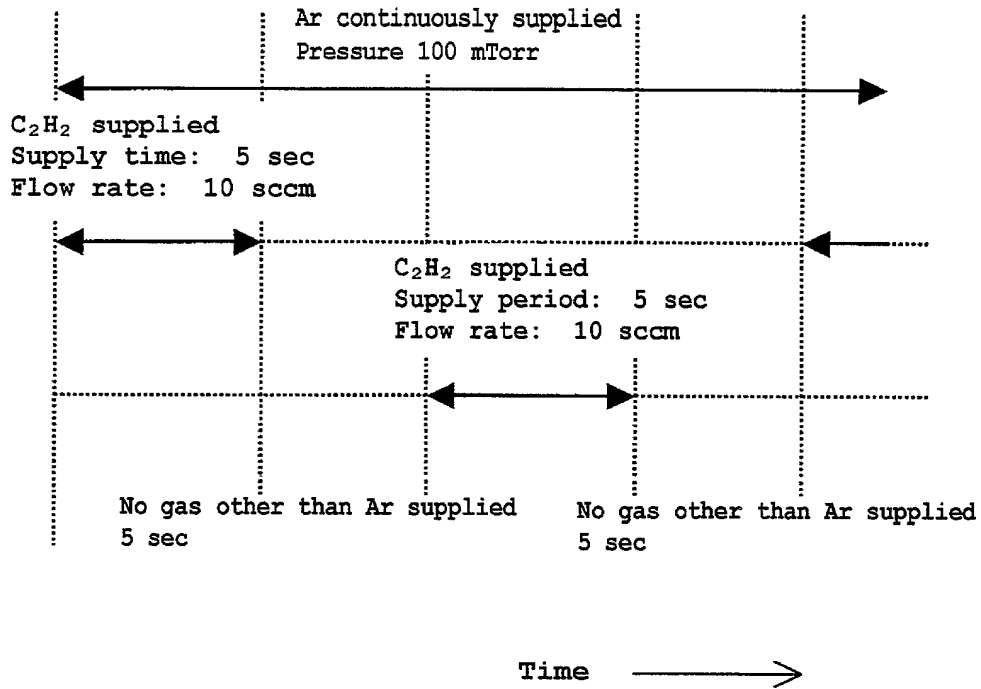 Ar continuously supplied
Pressure 100 mTorr
C₂H₂ supplied
Supply time: 5 sec
Flow rate: 10 sccm
C₂H₂ supplied
Supply period: 5 sec
Flow rate: 10 sccm
No gas other than Ar supplied
5 sec
No gas other than Ar supplied
5 sec
Time